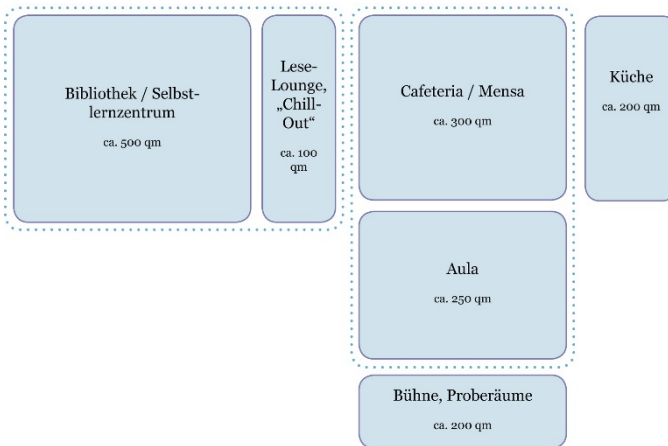 Bibliothek / Selbst-
lernzentrum
ca. 500 qm
Lese-
Lounge,
„Chill-
Out“
ca. 100
qm
Cafeteria / Mensa
ca. 300 qm
Küche
ca. 200 qm
Aula
ca. 250 qm
Bühne, Proberäume
ca. 200 qm